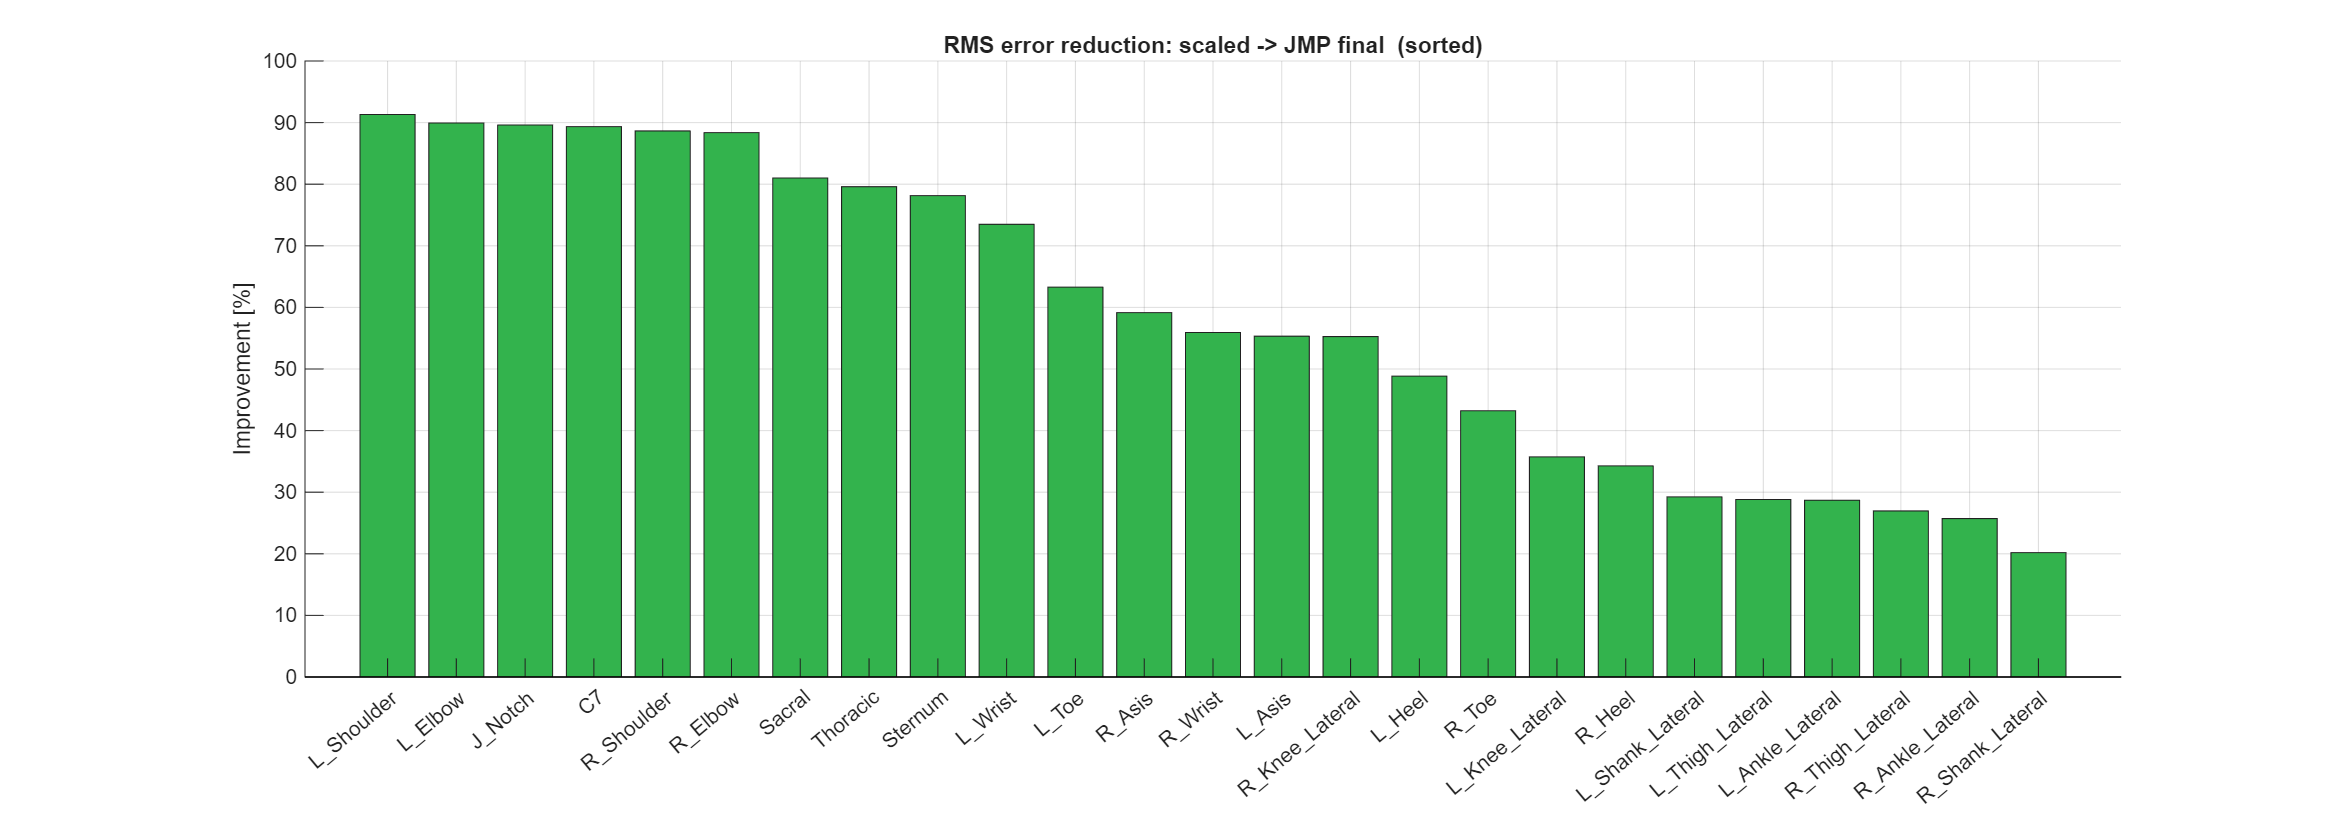 RMS error reduction: scaled -> JMP final  (sorted)
Improvement [%]
100
90
80
70
60
50
40
30
20
10
0
L_Shoulder
L_Elbow
J_Notch
C7
R_Shoulder
R_Elbow
Sacral
Thoracic
Sternum
L_Wrist
L_Toe
R_Asis
R_Wrist
L_Asis
R_Knee_Lateral
L_Heel
R_Toe
L_Knee_Lateral
R_Heel
L_Shank_Lateral
L_Thigh_Lateral
L_Ankle_Lateral
R_Thigh_Lateral
R_Ankle_Lateral
R_Shank_Lateral